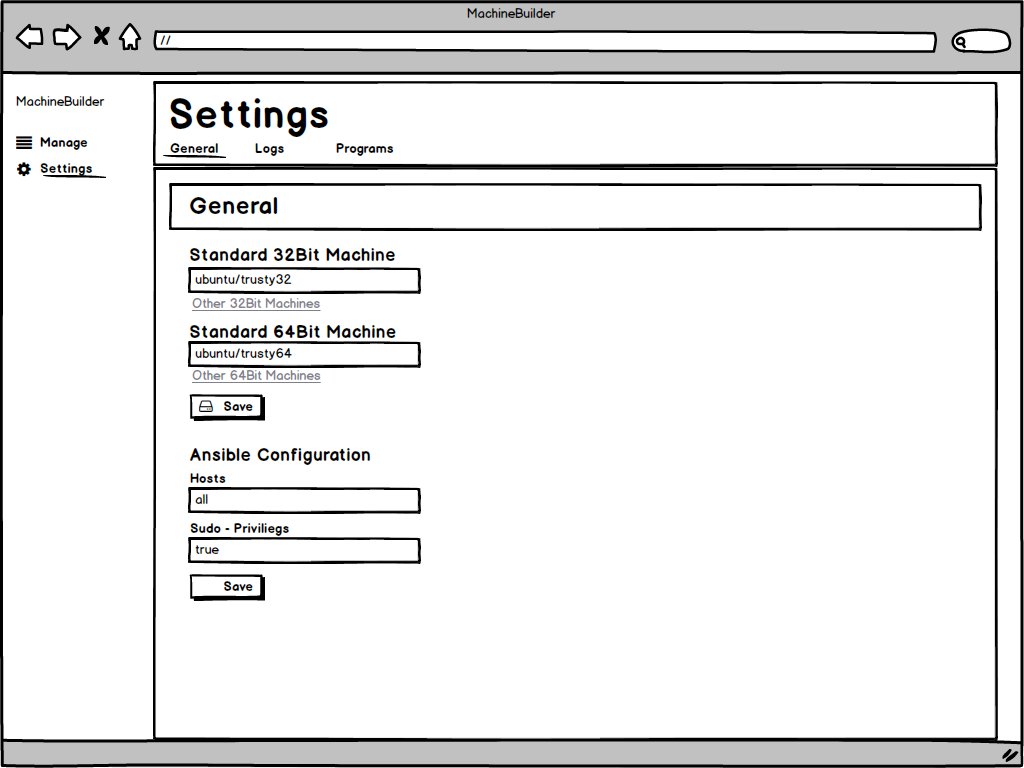 MachineBuilder
//
MachineBuilder
Manage
Settings
Settings
General Logs Programs
General
Standard 32Bit Machine
ubuntu/trusty32
Other 32Bit Machines
Standard 64Bit Machine
ubuntu/trusty64
Other 64Bit Machines
Save
Ansible Configuration
Hosts
all
Sudo - Priviliegs
true
Save